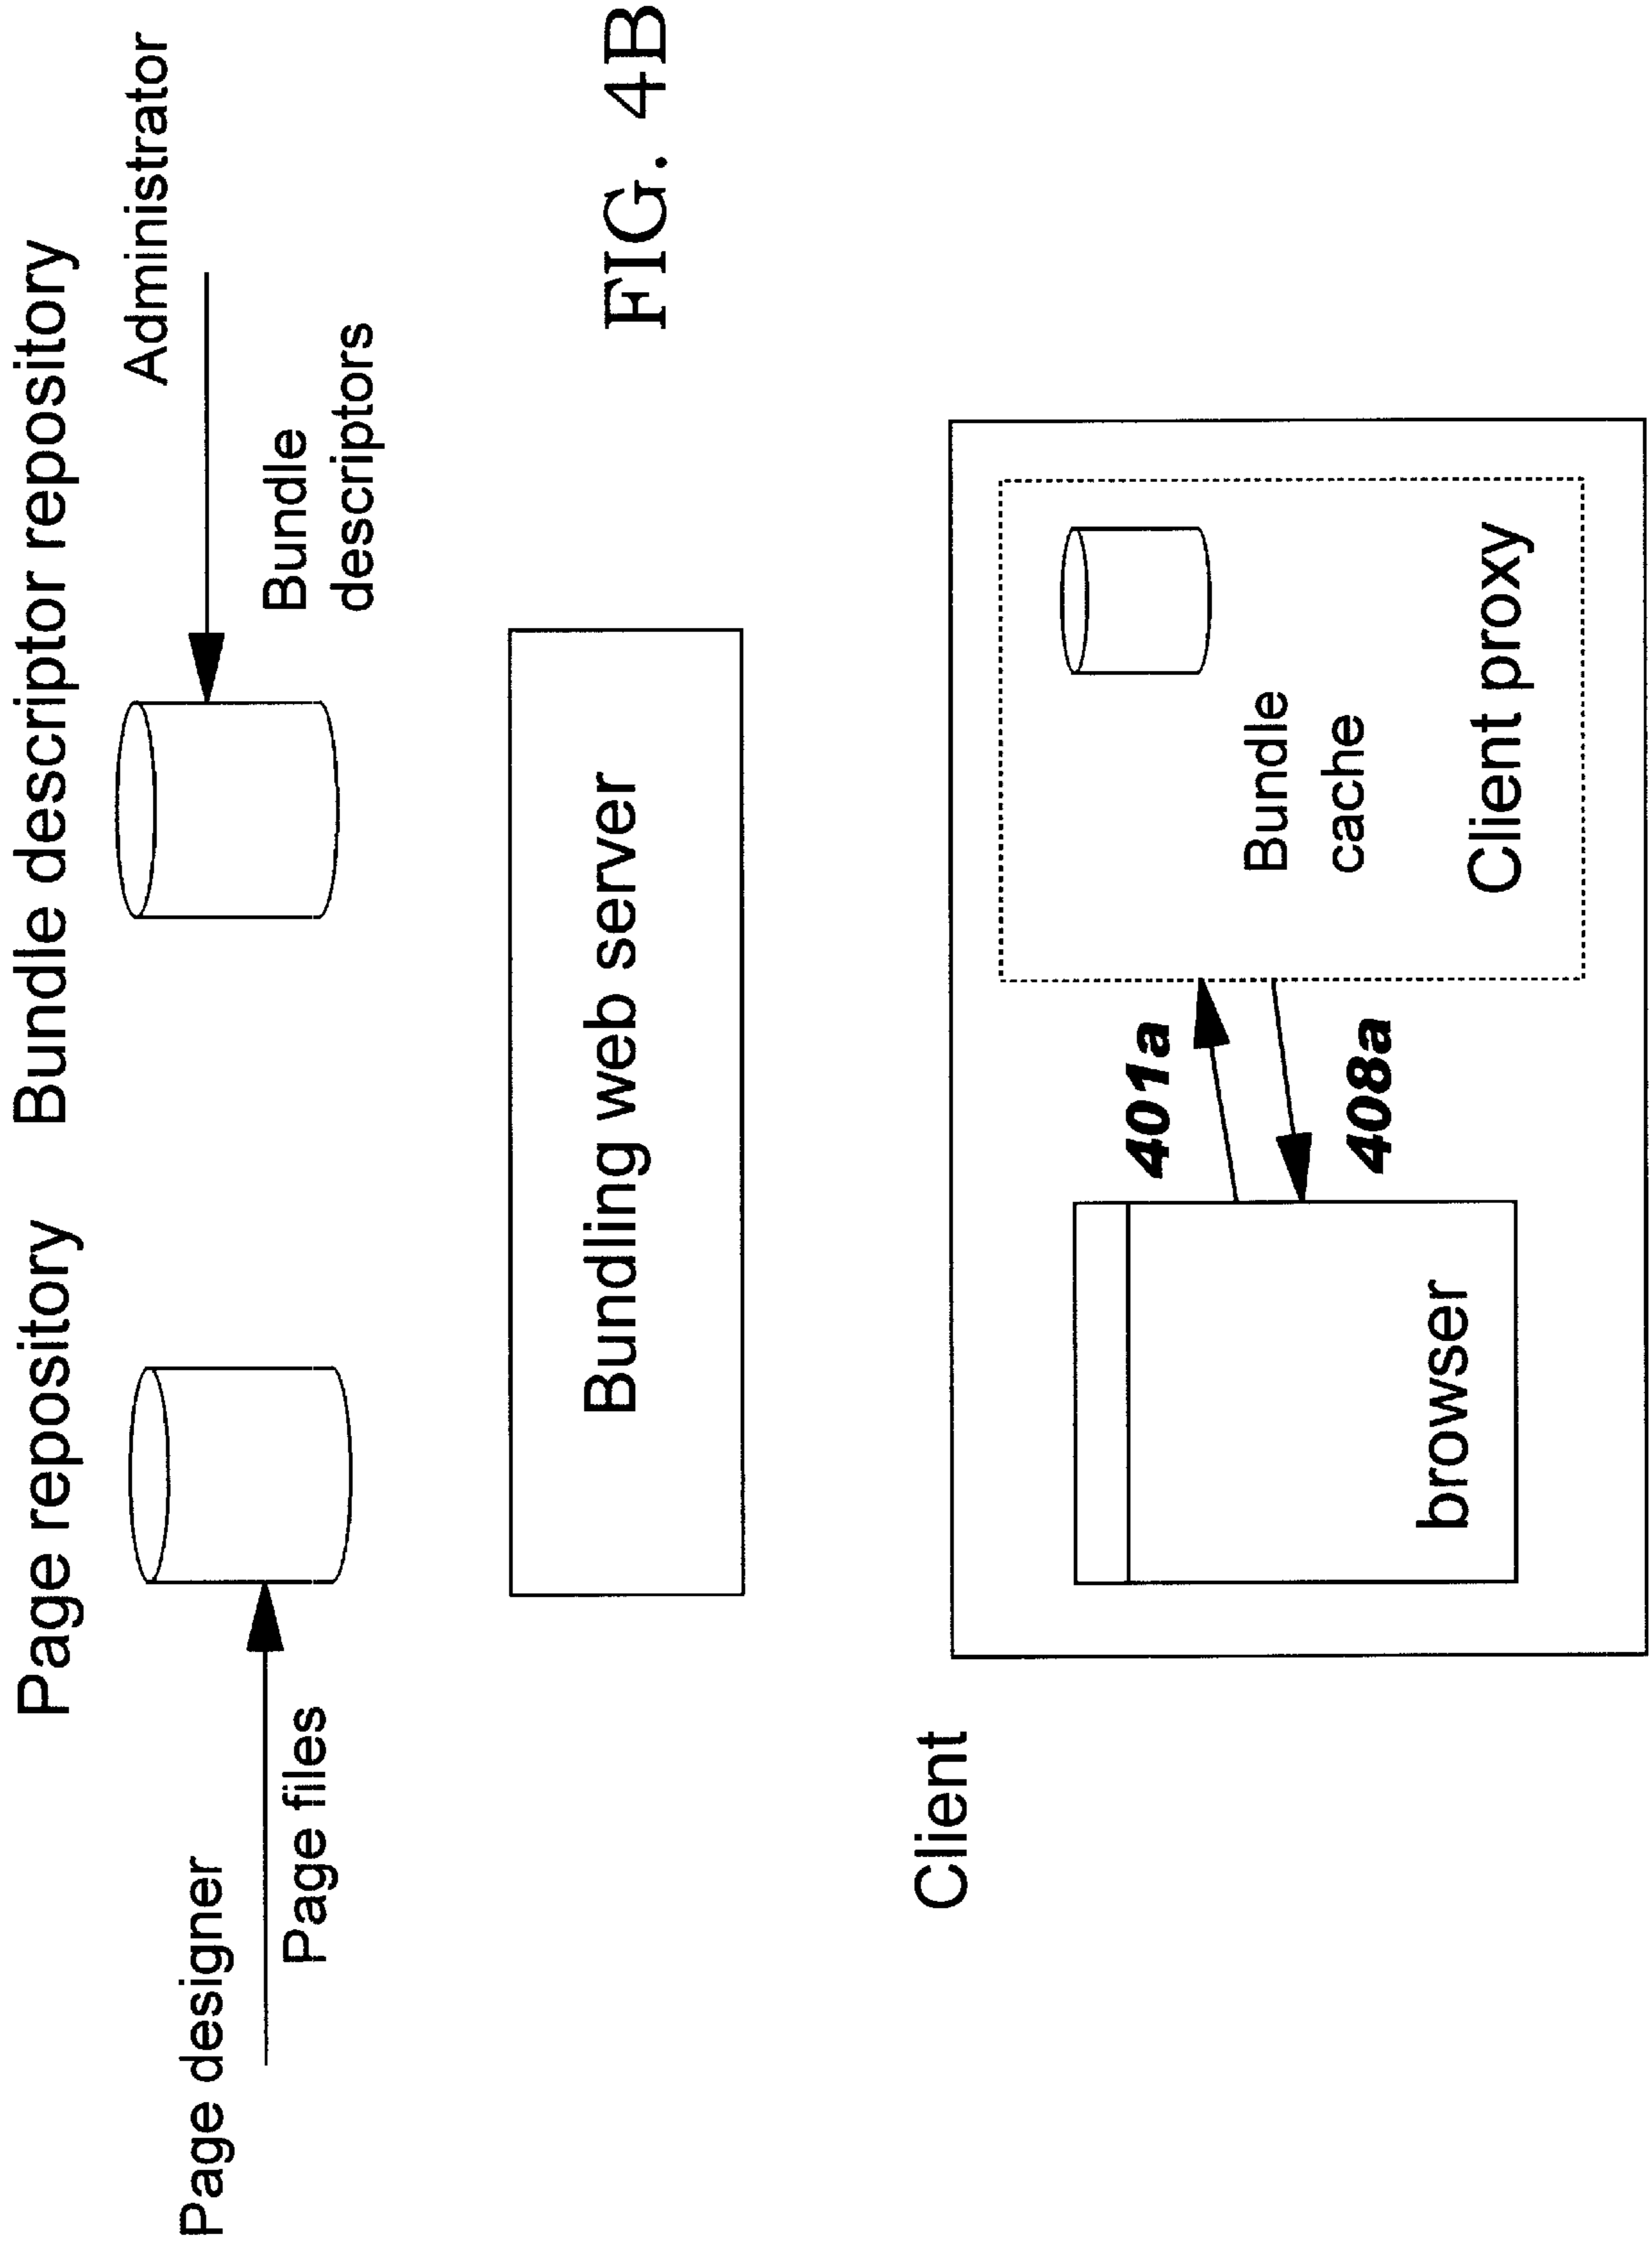 Page repository
Bundle descriptor repository
Page designer
Administrator
Page files
Bundle
descriptors
Bundling web server
FIG. 4B
Client
401a
408a
browser
Bundle
cache
Client proxy